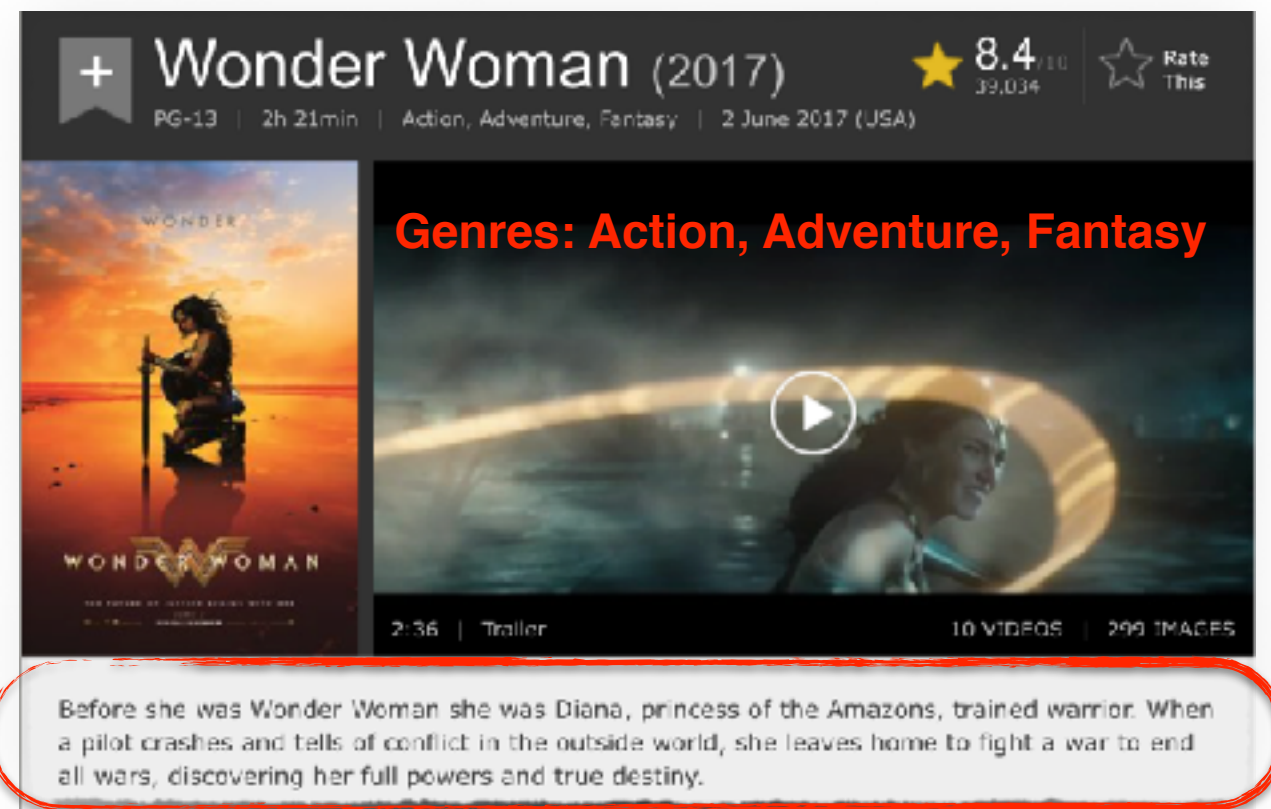 + Wonder Woman (2017)
8.4/10
39,034
Rate
This
PG-13 | 2h 21min | Action, Adventure, Fantasy | 2 June 2017 (USA)
WONDER
Genres: Action, Adventure, Fantasy
WONDER WOMAN
2:36 | Trailer
10 VIDEOS | 299 IMAGES
Before she was Wonder Woman she was Diana, princess of the Amazons, trained warrior. When
a pilot crashes and tells of conflict in the outside world, she leaves home to fight a war to end
all wars, discovering her full powers and true destiny.